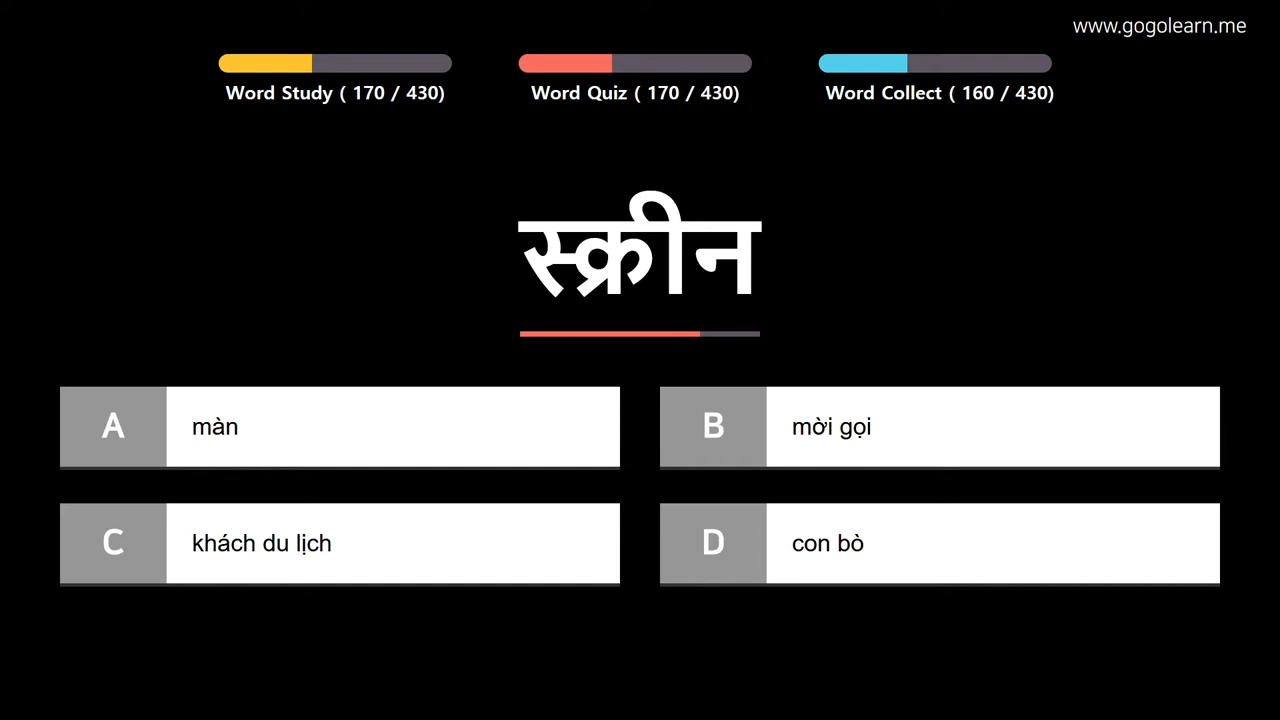 www.gogolearn.me
Word Study ( 170 / 430)
Word Quiz ( 170 / 430)
Word Collect ( 160 / 430)
स्क्रीन
A
màn
B
mời gọi
C
khách du lịch
D
con bò